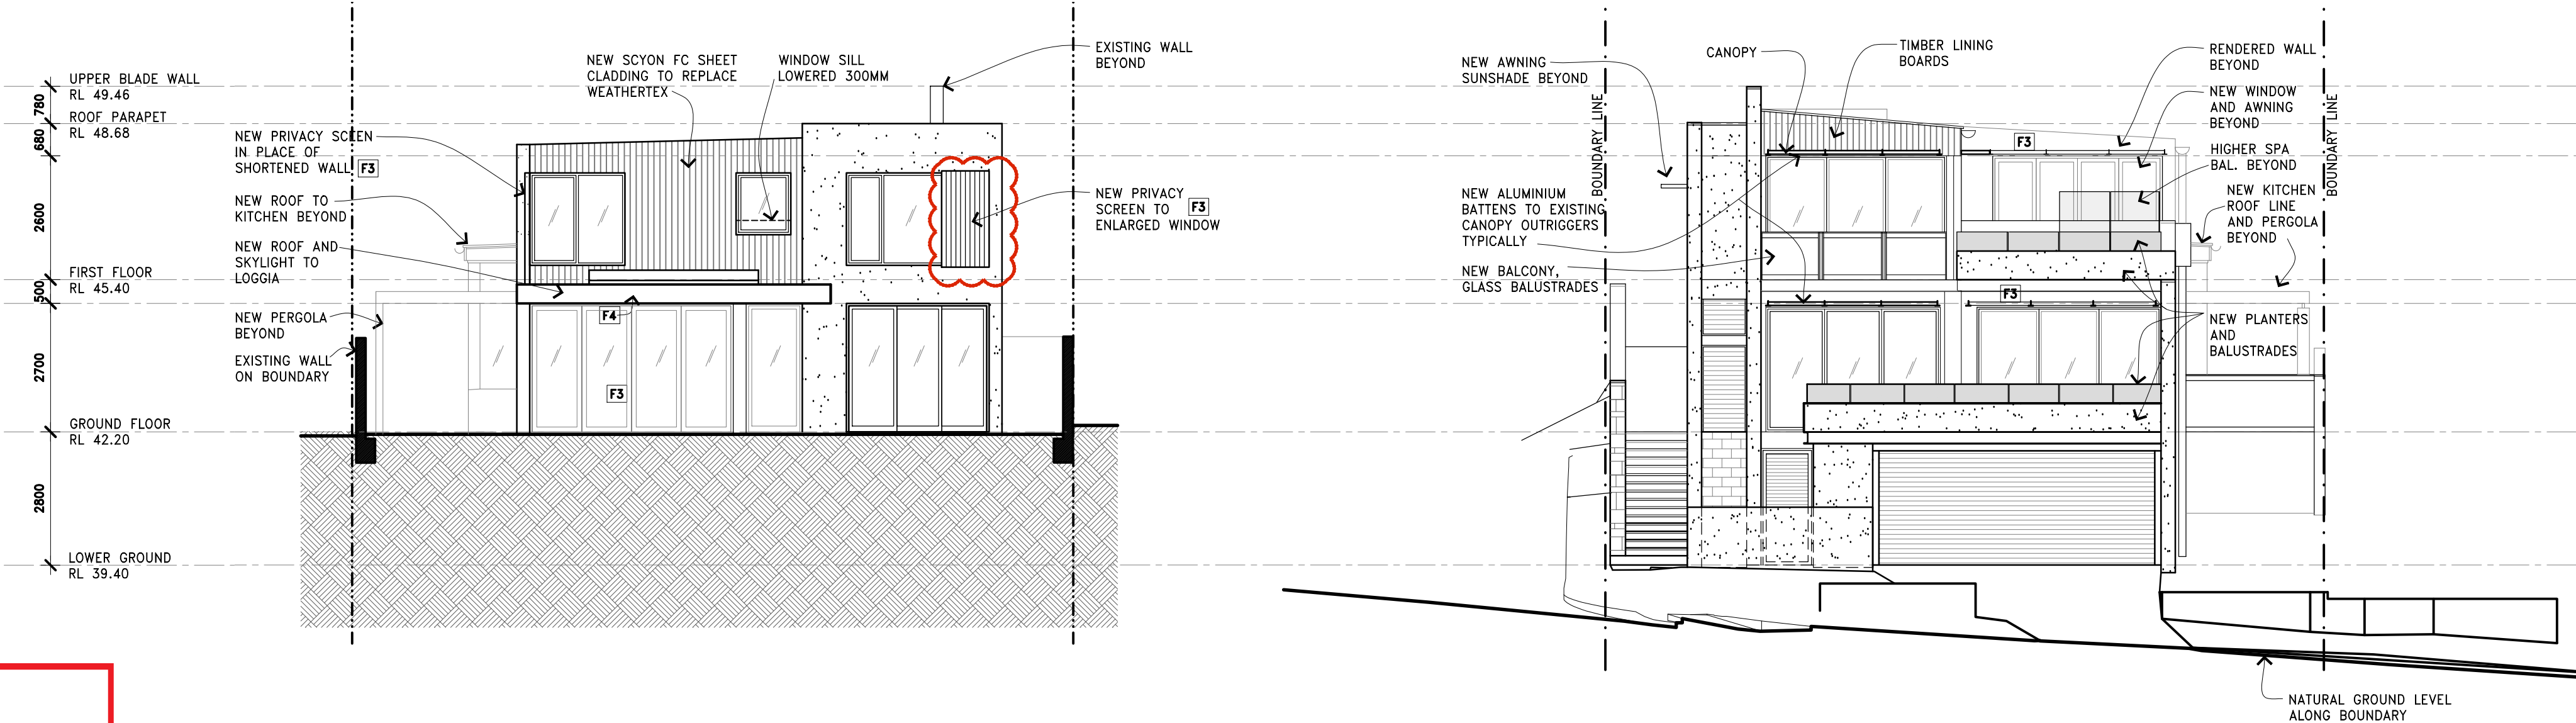 UPPER BLADE WALL
RL 49.46
780
ROOF PARAPET
RL 48.68
680
2600
FIRST FLOOR
RL 45.40
500
2700
GROUND FLOOR
RL 42.20
2800
LOWER GROUND
RL 39.40
NEW PRIVACY SCEEN
IN PLACE OF
SHORTENED WALL F3
NEW ROOF TO
KITCHEN BEYOND
NEW ROOF AND
SKYLIGHT TO
LOGGIA
NEW PERGOLA
BEYOND
EXISTING WALL
ON BOUNDARY
NEW SCYON FC SHEET
CLADDING TO REPLACE
WEATHERTEX
WINDOW SILL
LOWERED 300MM
EXISTING WALL
BEYOND
NEW PRIVACY
SCREEN TO F3
ENLARGED WINDOW
F4
F3
NEW AWNING
SUNSHADE BEYOND
BOUNDARY LINE
NEW ALUMINIUM
BATTENS TO EXISTING
CANOPY OUTRIGGERS
TYPICALLY
NEW BALCONY,
GLASS BALUSTRADES
CANOPY
TIMBER LINING
BOARDS
F3
F3
RENDERED WALL
BEYOND
NEW WINDOW
AND AWNING
BEYOND
HIGHER SPA
BAL. BEYOND
NEW KITCHEN
ROOF LINE
AND PERGOLA
BEYOND
BOUNDARY LINE
NEW PLANTERS
AND
BALUSTRADES
NATURAL GROUND LEVEL
ALONG BOUNDARY